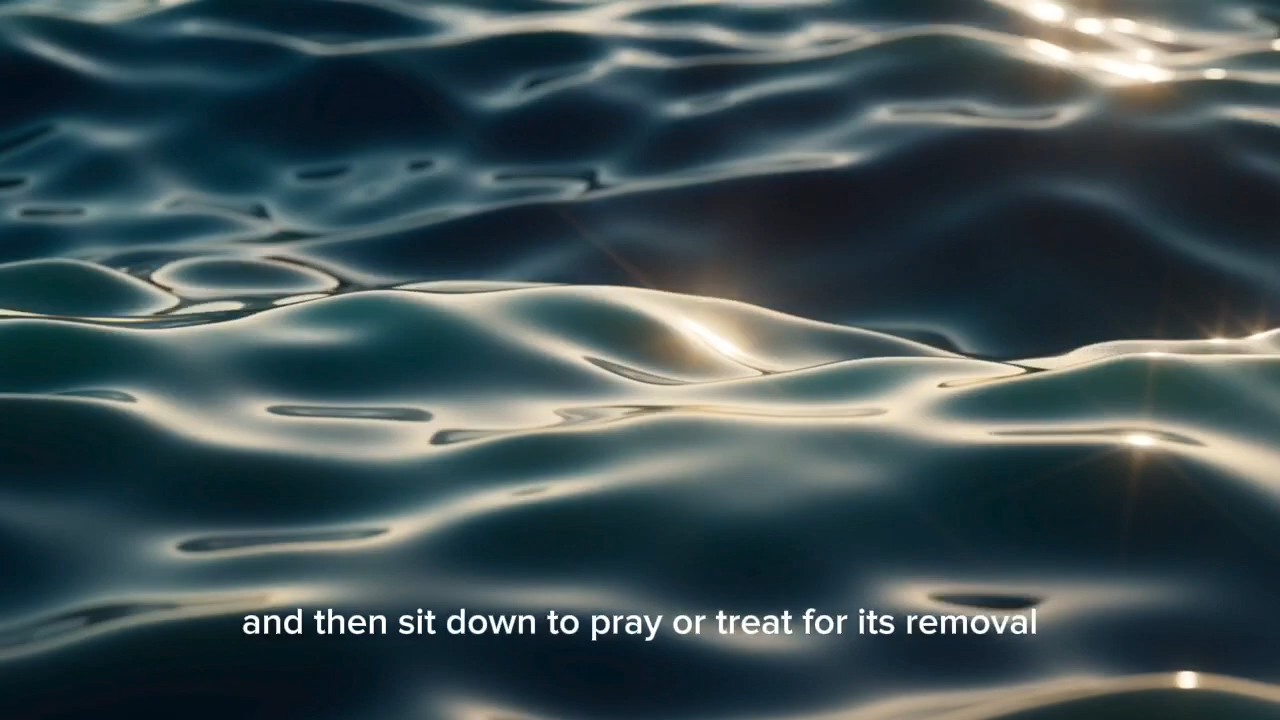 and then sit down to pray or treat for its removal